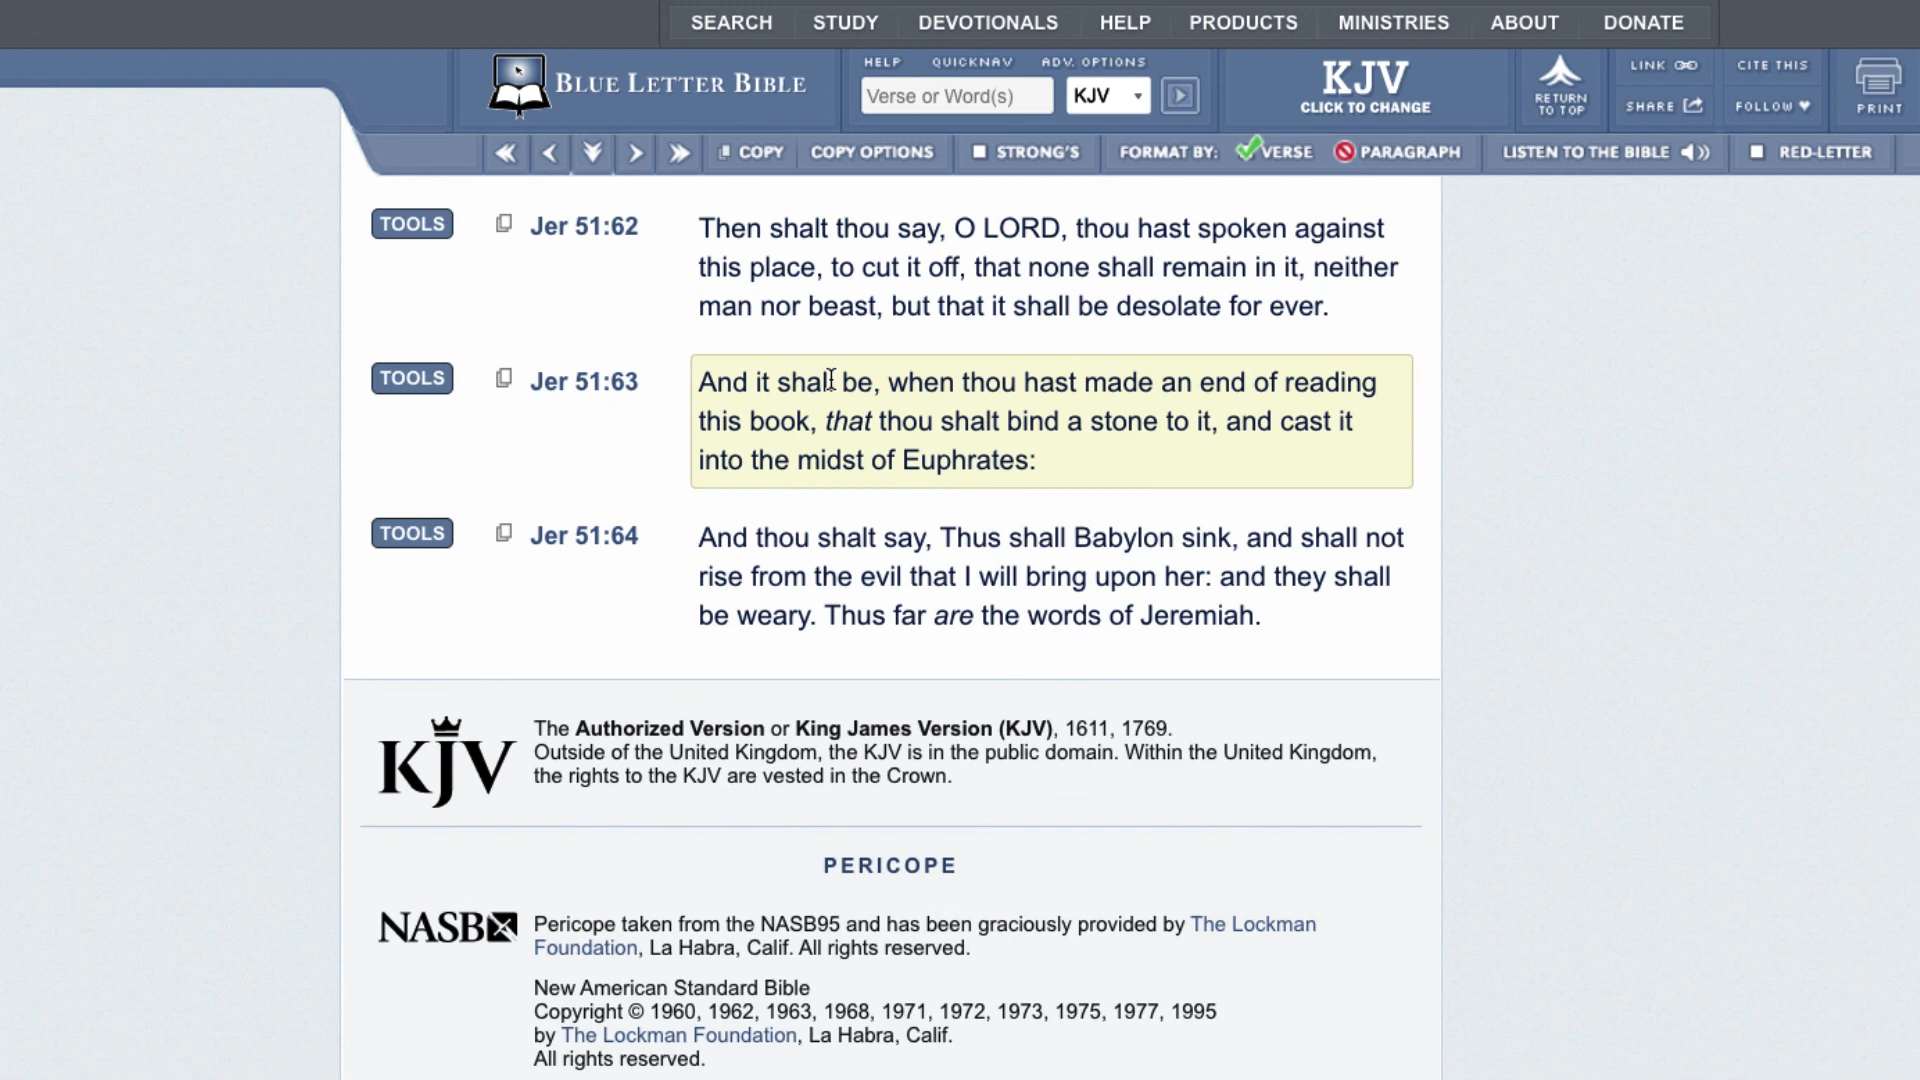 SEARCH STUDY DEVOTIONALS HELP PRODUCTS MINISTRIES ABOUT DONATE
BLUE LETTER BIBLE
HELP QUICKNAV ADV. OPTIONS
Verse or Word(s) KJV
KJV
CLICK TO CHANGE
RETURN
TO TOP
LINK
SHARE
CITE THIS
FOLLOW
PRINT
COPY COPY OPTIONS STRONG'S FORMAT BY: VERSE PARAGRAPH LISTEN TO THE BIBLE RED-LETTER
TOOLS Jer 51:62 Then shalt thou say, O LORD, thou hast spoken against
this place, to cut it off, that none shall remain in it, neither
man nor beast, but that it shall be desolate for ever.
TOOLS Jer 51:63 And it shall be, when thou hast made an end of reading
this book, that thou shalt bind a stone to it, and cast it
into the midst of Euphrates:
TOOLS Jer 51:64 And thou shalt say, Thus shall Babylon sink, and shall not
rise from the evil that I will bring upon her: and they shall
be weary. Thus far are the words of Jeremiah.
KJV
The Authorized Version or King James Version (KJV), 1611, 1769.
Outside of the United Kingdom, the KJV is in the public domain. Within the United Kingdom,
the rights to the KJV are vested in the Crown.
PERICOPE
NASB
Pericope taken from the NASB95 and has been graciously provided by The Lockman
Foundation, La Habra, Calif. All rights reserved.
New American Standard Bible
Copyright © 1960, 1962, 1963, 1968, 1971, 1972, 1973, 1975, 1977, 1995
by The Lockman Foundation, La Habra, Calif.
All rights reserved.